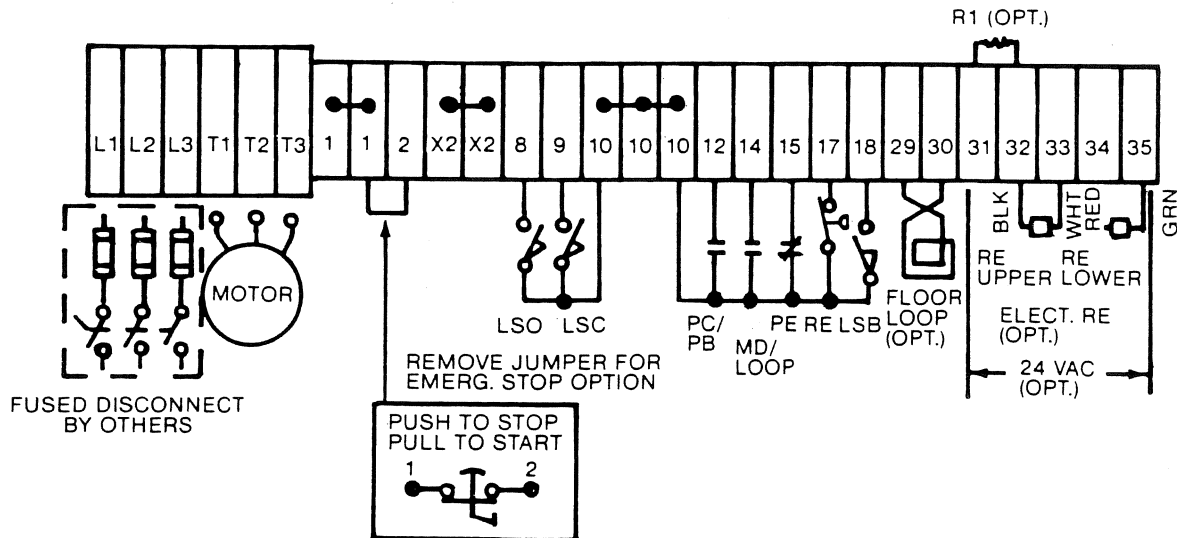 R1 (OPT.)
L1 L2 L3 T1 T2 T3 1 1 2 X2 X2 8 9 10 10 10 12 14 15 17 18 29 30 31 32 33 34 35
BLK WHT RED GRN
MOTOR
RE UPPER
RE LOWER
LSO LSC
PC/ PB
MD/ LOOP
PE RE LSB
FLOOR LOOP (OPT.)
ELECT. RE (OPT.)
24 VAC (OPT.)
REMOVE JUMPER FOR
EMERG. STOP OPTION
FUSED DISCONNECT
BY OTHERS
PUSH TO STOP
PULL TO START
1 2